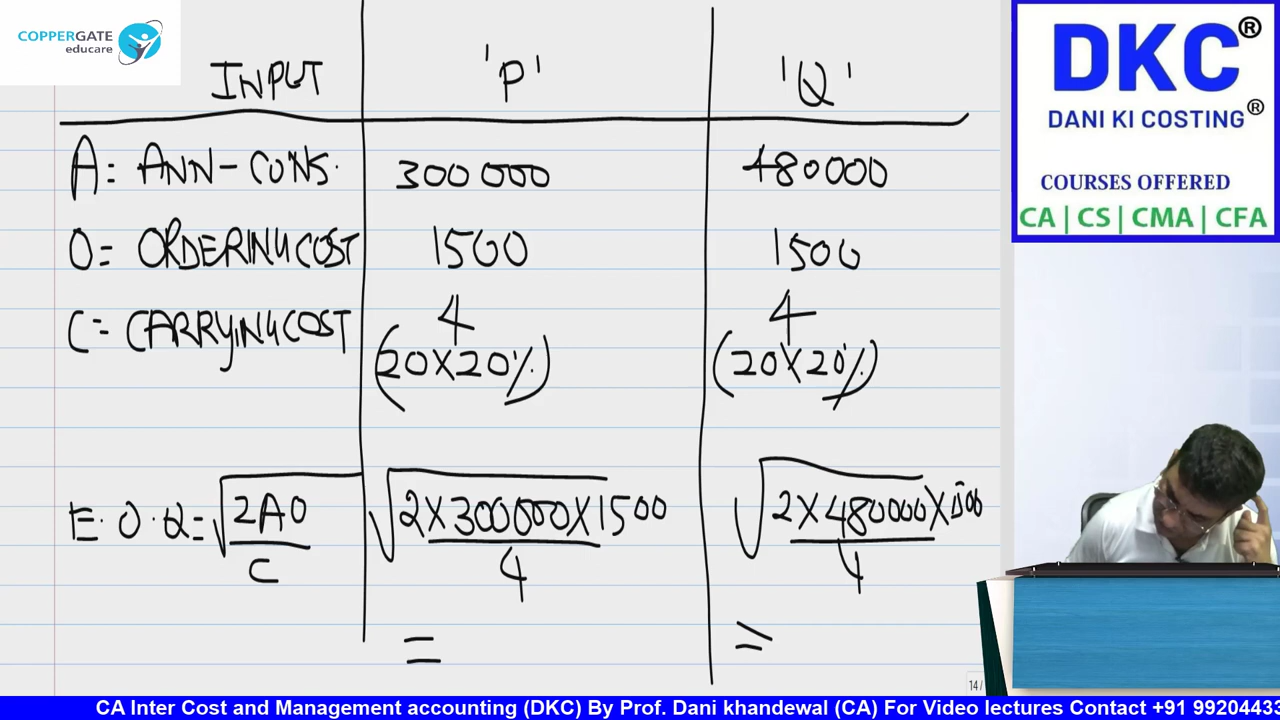 COPPERGATE
educare
INPUT 'P' 'Q'
A = ANN-CONS. 300000 480000
O = ORDERING COST 1500 1500
C = CARRYING COST 4 4
(20X20%) (20X20%)
E.O.Q = √2AO/C √2X300000X1500/4 √2X480000X1500/4
= =
DKC®
DANI KI COSTING®
COURSES OFFERED
CA | CS | CMA | CFA
14/
CA Inter Cost and Management accounting (DKC) By Prof. Dani khandewal (CA) For Video lectures Contact +91 99204433